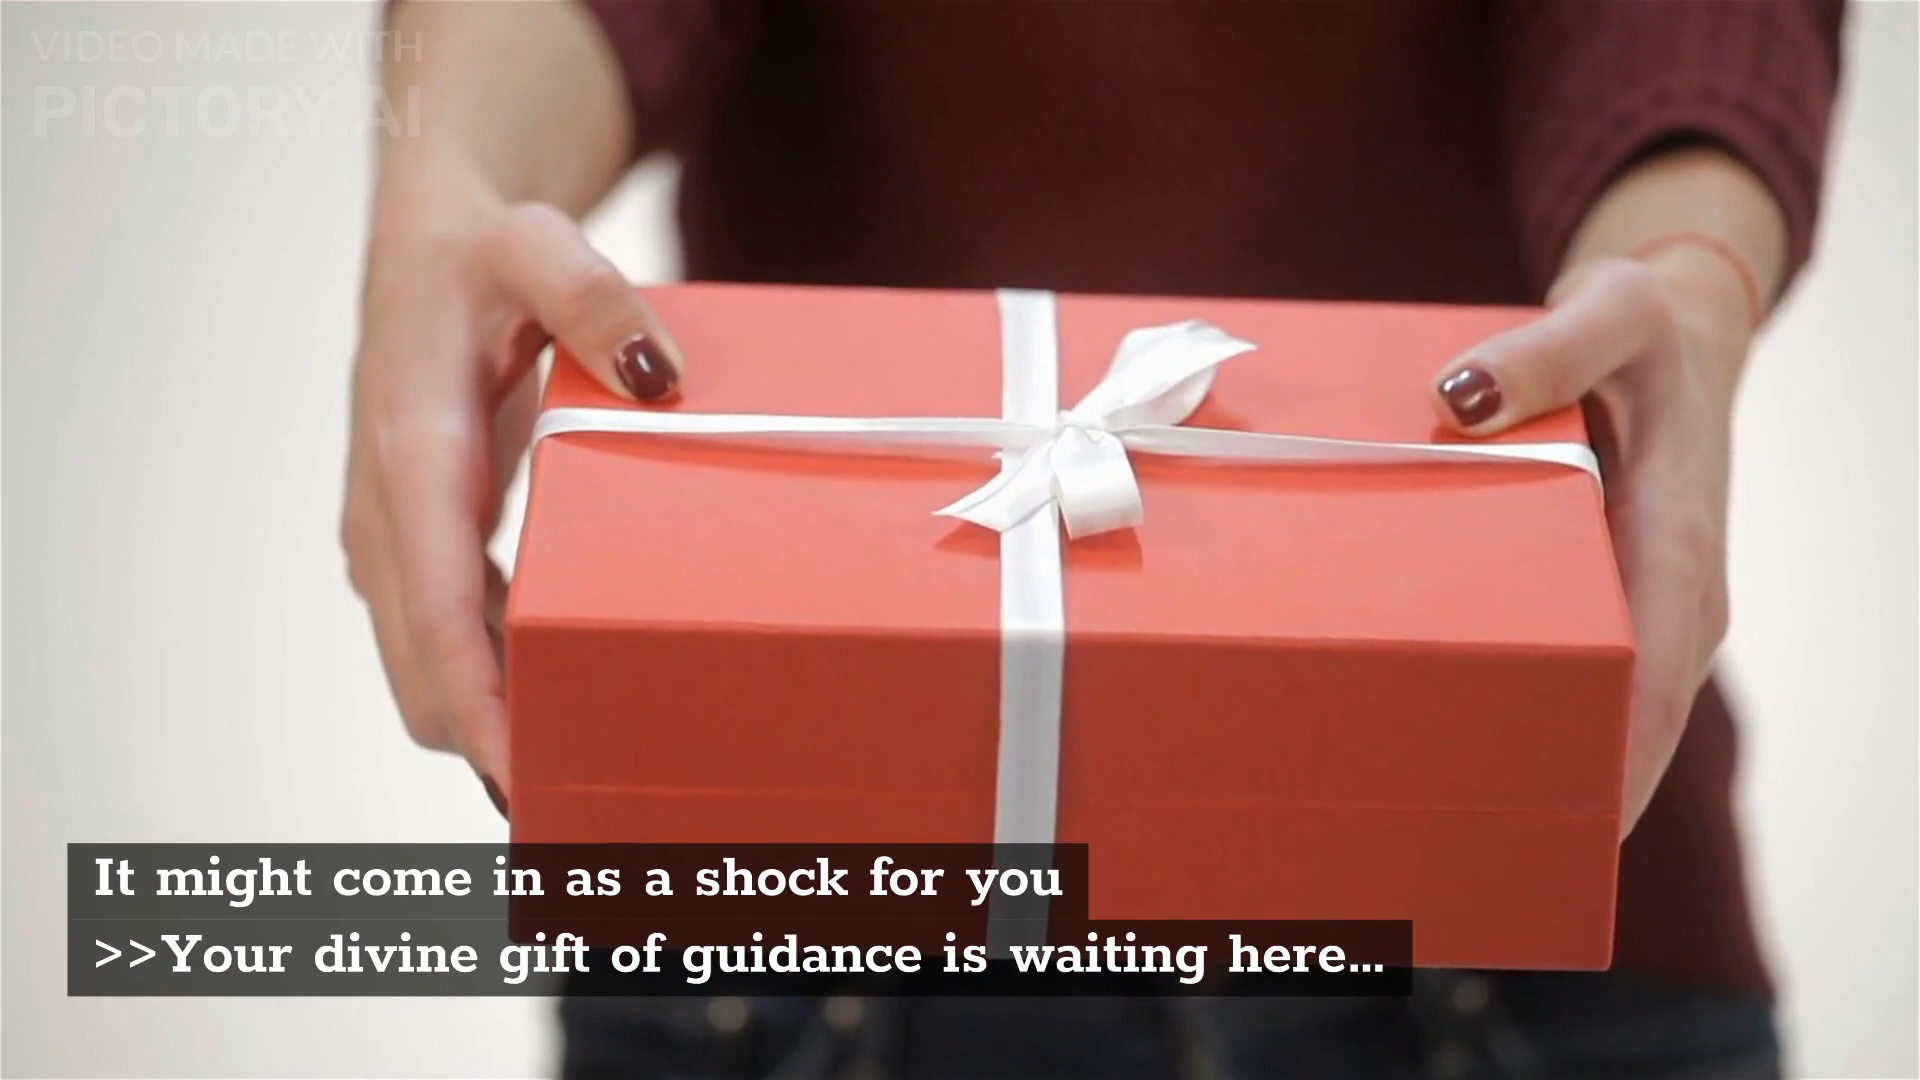 VIDEO MADE WITH
PICTORY.AI
It might come in as a shock for you
>>Your divine gift of guidance is waiting here...